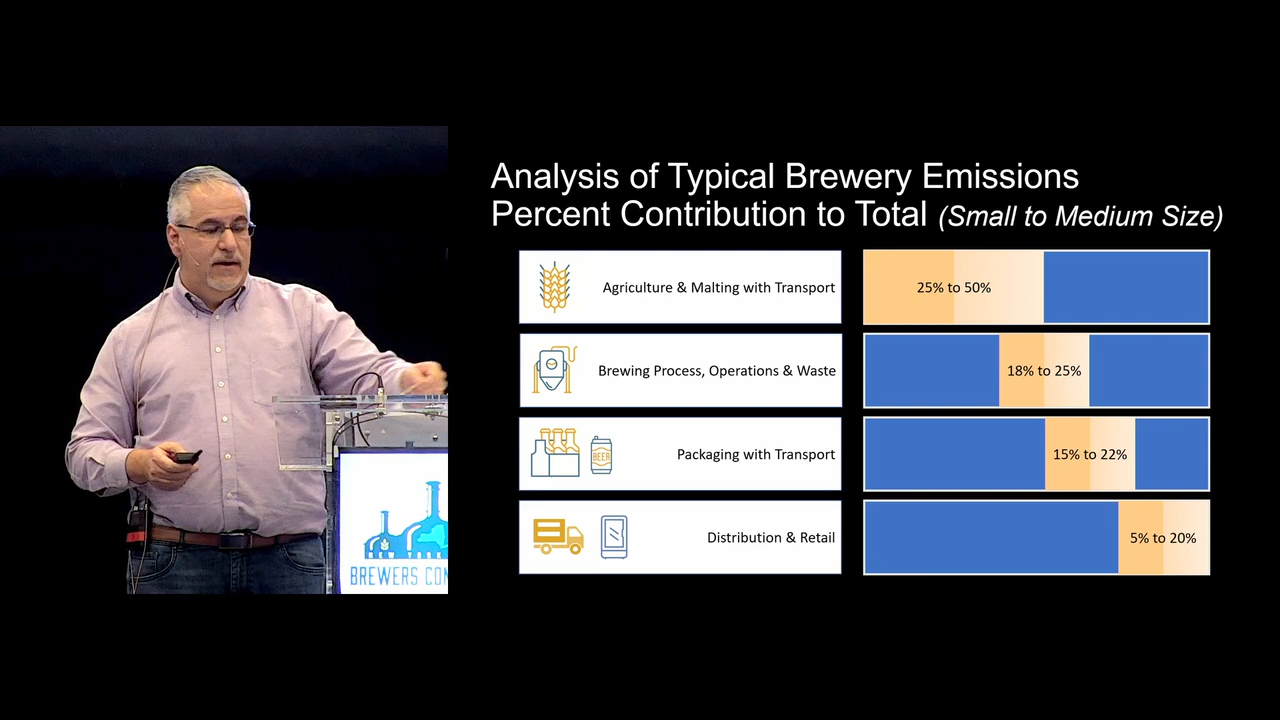 Analysis of Typical Brewery Emissions
Percent Contribution to Total (Small to Medium Size)
Agriculture & Malting with Transport
25% to 50%
Brewing Process, Operations & Waste
18% to 25%
BEER
Packaging with Transport
15% to 22%
Distribution & Retail
5% to 20%
BREWERS